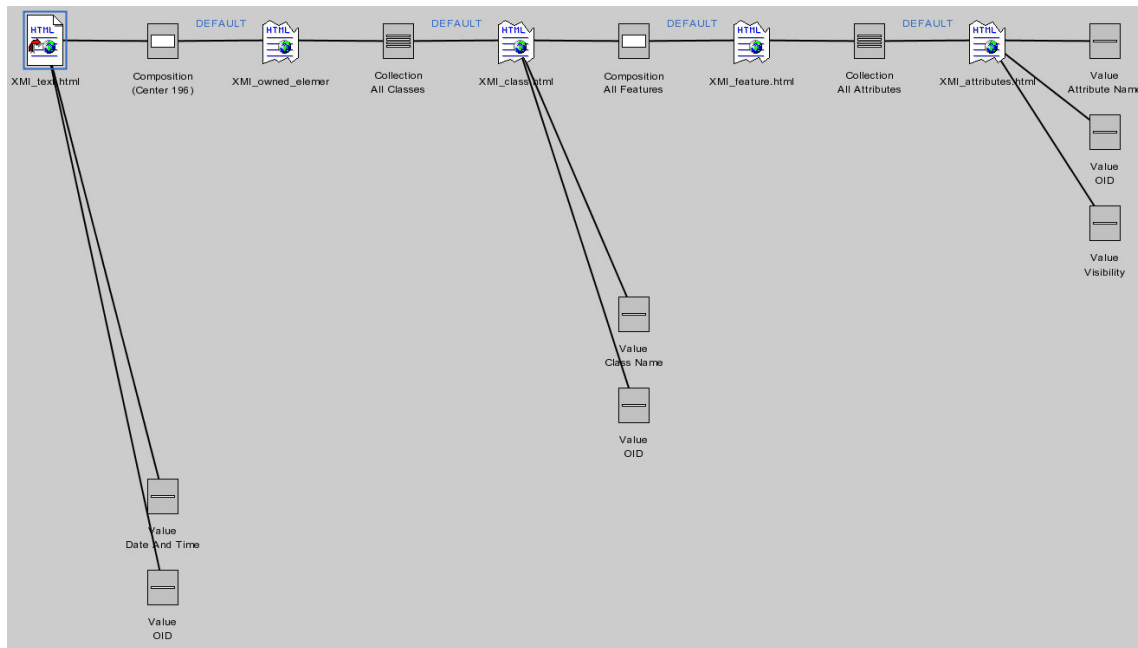 DEFAULT
DEFAULT
DEFAULT
DEFAULT
HTML
HTML
HTML
HTML
HTML
XMI_text.html
Composition
(Center 196)
XMI_owned_elemer
Collection
All Classes
XMI_class.html
Composition
All Features
XMI_feature.html
Collection
All Attributes
XMI_attributes.html
Value
Attribute Name
Value
OID
Value
Visibility
Value
Class Name
Value
OID
Value
Date And Time
Value
OID